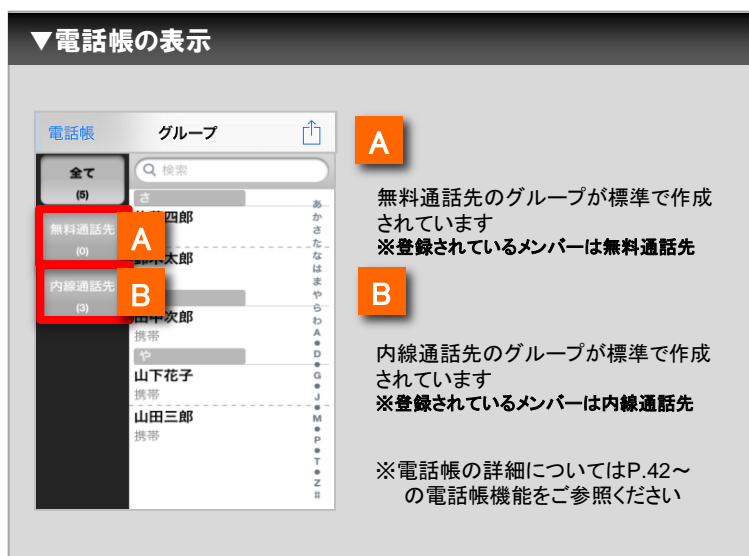 ▼電話帳の表示
電話帳
グループ
全て
(5)
検索
さ
四郎
無料通話先
(0)
A
木太郎
内線通話先
(3)
B
田中次郎
携帯
や
山下花子
携帯
山田三郎
携帯
あ
か
さ
た
な
は
ま
や
ら
わ
A
●
D
●
G
●
J
●
M
●
P
●
T
●
Z
#
A
無料通話先のグループが標準で作成
されています
※登録されているメンバーは無料通話先
B
内線通話先のグループが標準で作成
されています
※登録されているメンバーは内線通話先
※電話帳の詳細についてはP.42～
の電話帳機能をご参照ください